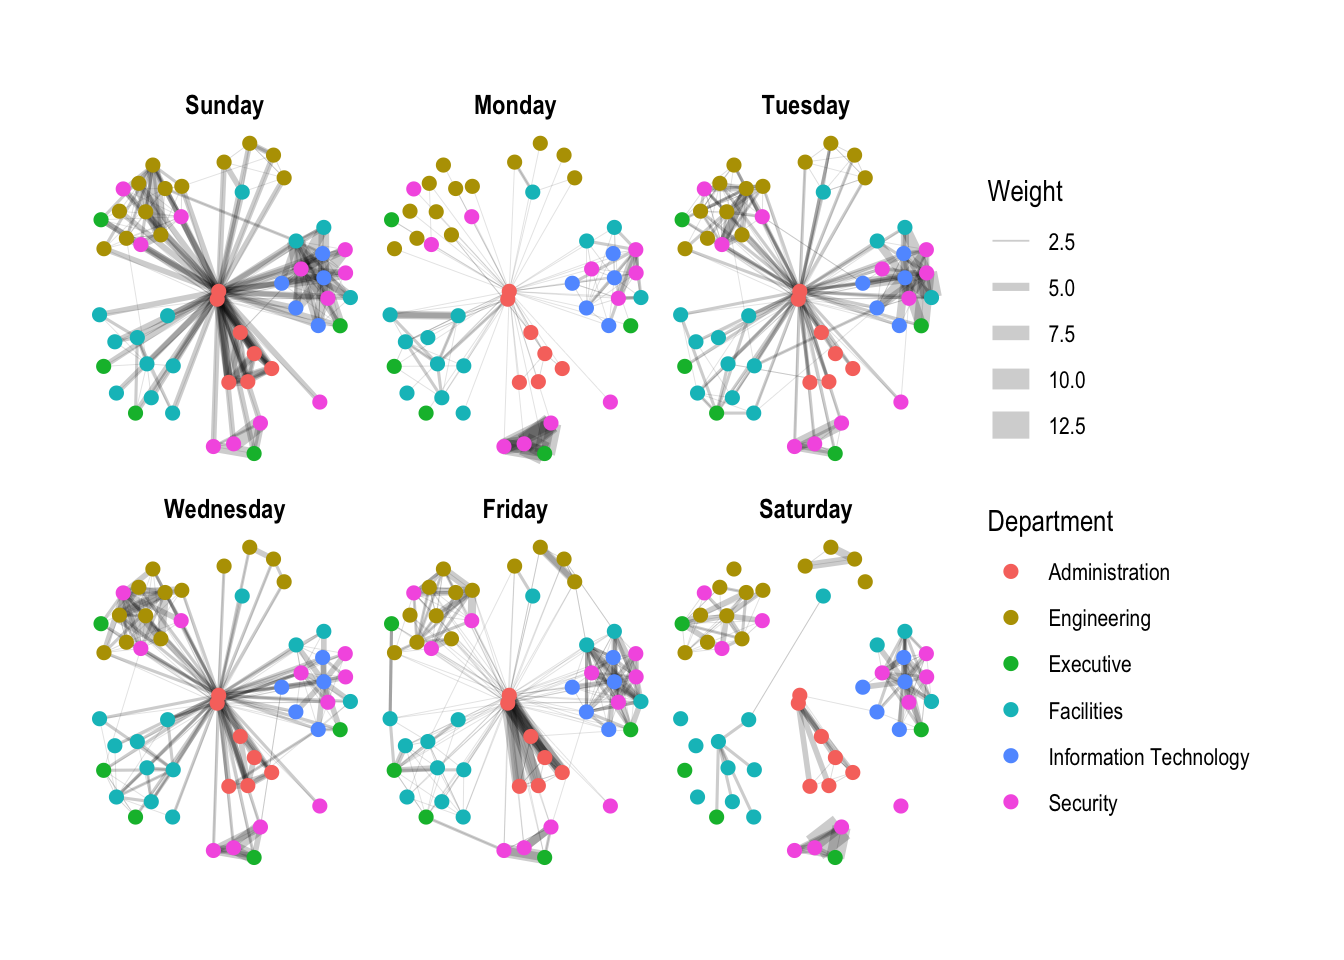 Sunday
Monday
Tuesday
Wednesday
Friday
Saturday
Weight
2.5
5.0
7.5
10.0
12.5
Department
Administration
Engineering
Executive
Facilities
Information Technology
Security